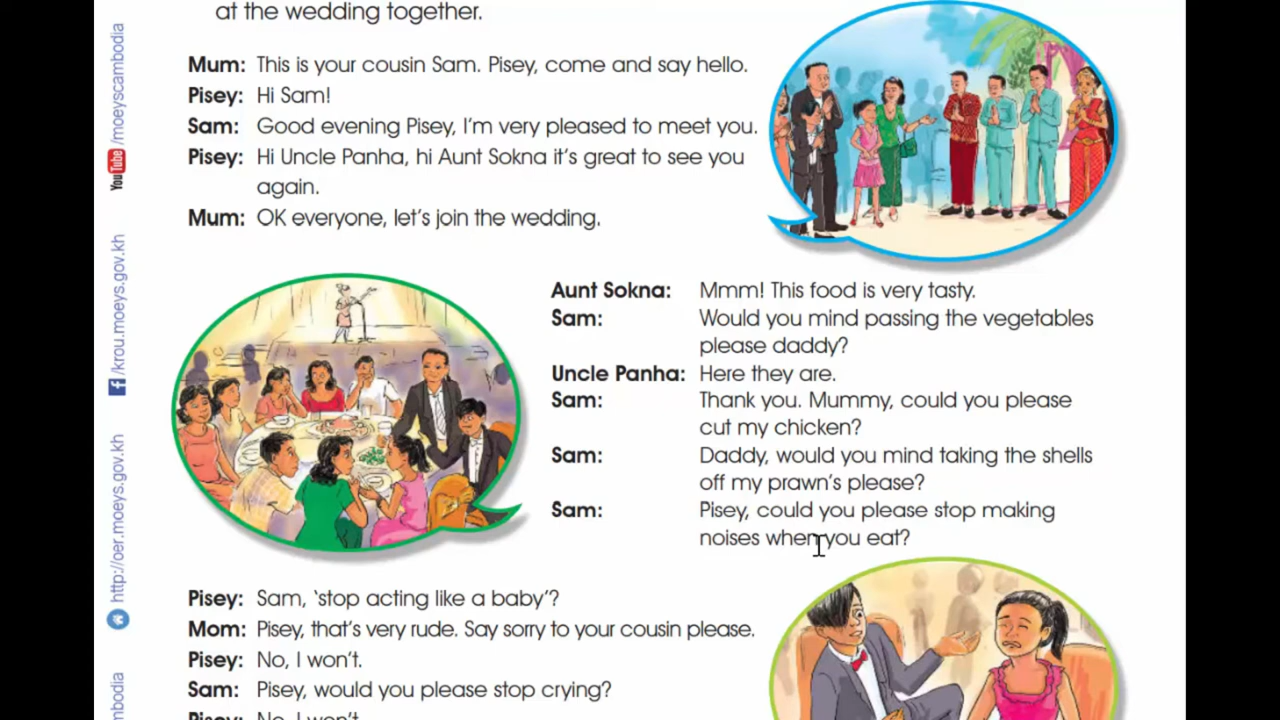 at the wedding together.
Mum: This is your cousin Sam. Pisey, come and say hello.
Pisey: Hi Sam!
Sam: Good evening Pisey, I'm very pleased to meet you.
Pisey: Hi Uncle Panha, hi Aunt Sokna it's great to see you
again.
Mum: OK everyone, let's join the wedding.
Aunt Sokna: Mmm! This food is very tasty.
Sam: Would you mind passing the vegetables
please daddy?
Uncle Panha: Here they are.
Sam: Thank you. Mummy, could you please
cut my chicken?
Sam: Daddy, would you mind taking the shells
off my prawn's please?
Sam: Pisey, could you please stop making
noises when you eat?
Pisey: Sam, 'stop acting like a baby'?
Mom: Pisey, that's very rude. Say sorry to your cousin please.
Pisey: No, I won't.
Sam: Pisey, would you please stop crying?
Pisey: No, I won't.
You Tube /moeyscambodia
f /krou.moeys.gov.kh
http://oer.moeys.gov.kh
mbodia